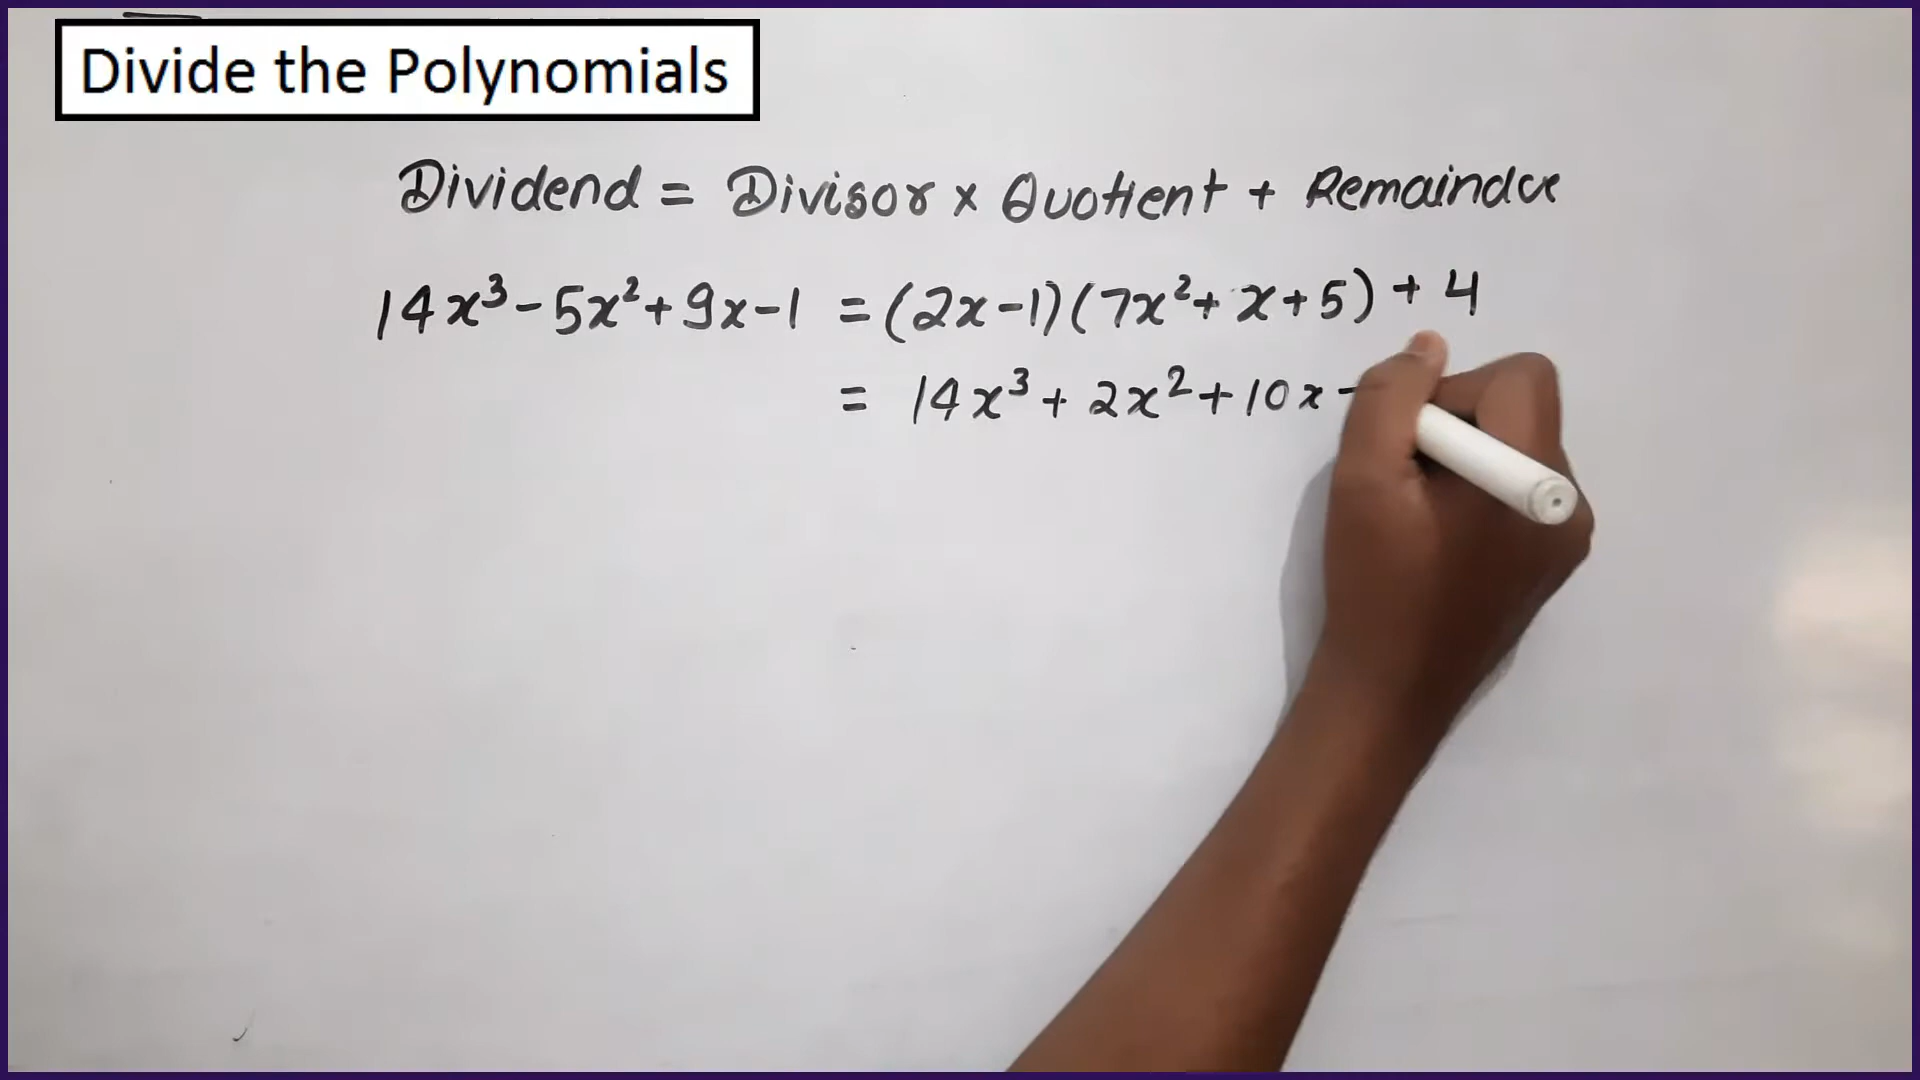 Divide the Polynomials
Dividend = Divisor × Quotient + Remainder
14x³ - 5x² + 9x - 1 = (2x - 1)(7x² + x + 5) + 4
= 14x³ + 2x² + 10x -